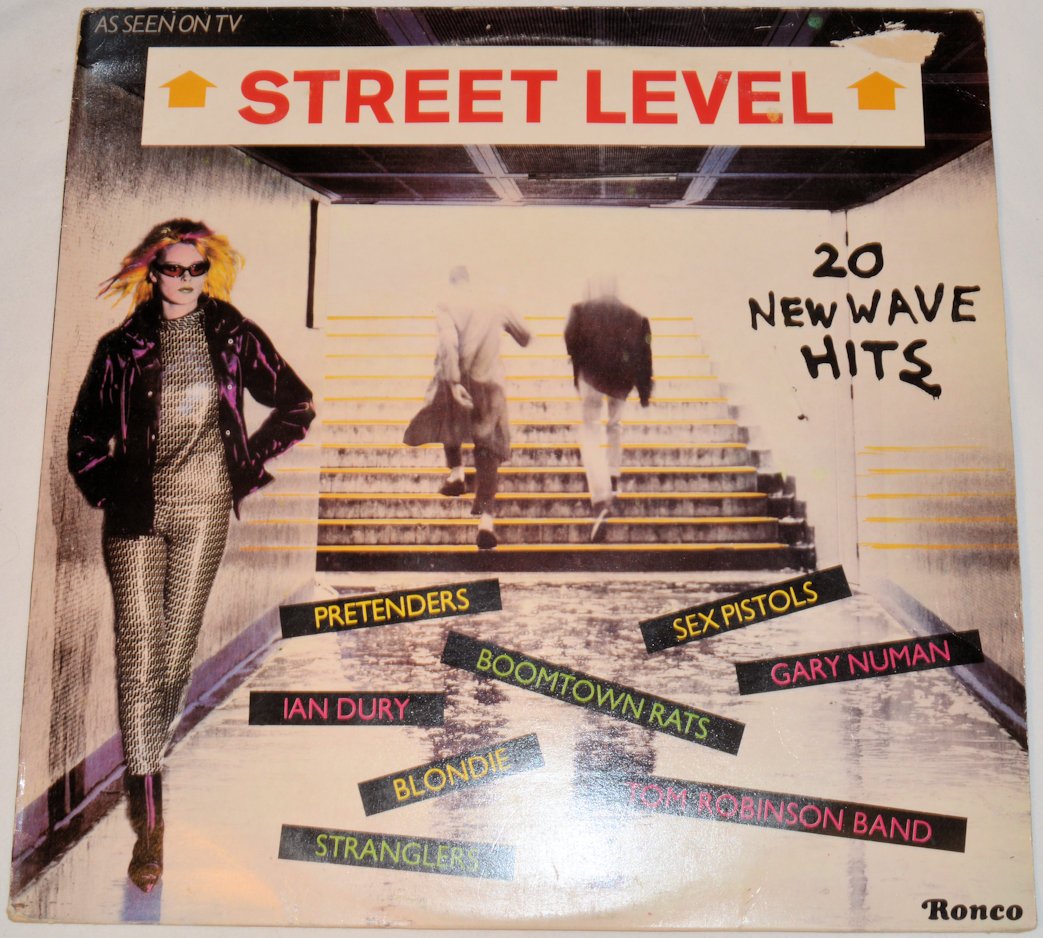 AS SEEN ON TV
STREET LEVEL
20
NEW WAVE
HITS
PRETENDERS
SEX PISTOLS
BOOMTOWN RATS
GARY NUMAN
IAN DURY
BLONDIE
TOM ROBINSON BAND
STRANGLERS
Ronco